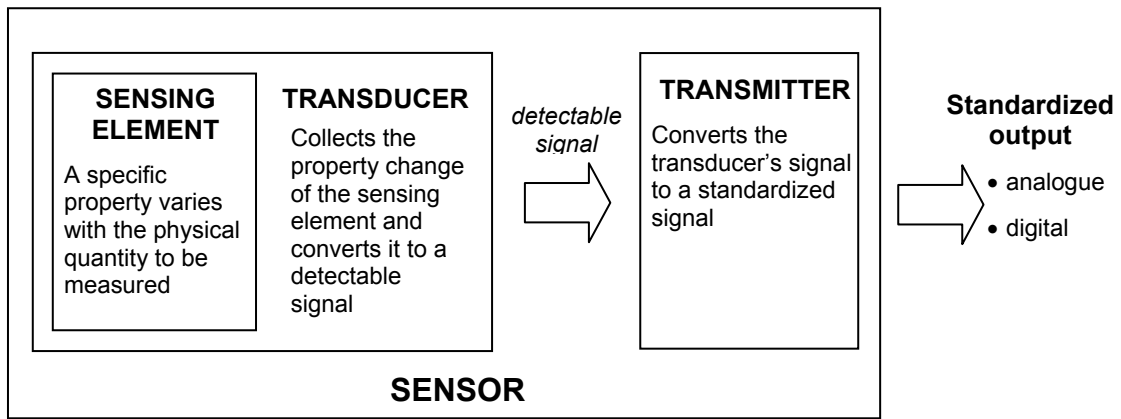 SENSING
ELEMENT
A specific
property varies
with the physical
quantity to be
measured
TRANSDUCER
Collects the
property change
of the sensing
element and
converts it to a
detectable
signal
detectable
signal
TRANSMITTER
Converts the
transducer's signal
to a standardized
signal
Standardized
output
• analogue
• digital
SENSOR